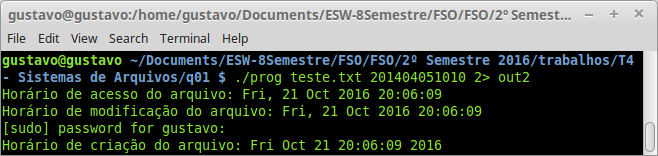 gustavo@gustavo:/home/gustavo/Documents/ESW-8Semestre/FSO/FSO/2º Semest...
File Edit View Search Terminal Help
gustavo@gustavo ~/Documents/ESW-8Semestre/FSO/FSO/2º Semestre 2016/trabalhos/T4
- Sistemas de Arquivos/q01 $ ./prog teste.txt 201404051010 2> out2
Horário de acesso do arquivo: Fri, 21 Oct 2016 20:06:09
Horário de modificação do arquivo: Fri, 21 Oct 2016 20:06:09
[sudo] password for gustavo:
Horário de criação do arquivo: Fri Oct 21 20:06:09 2016